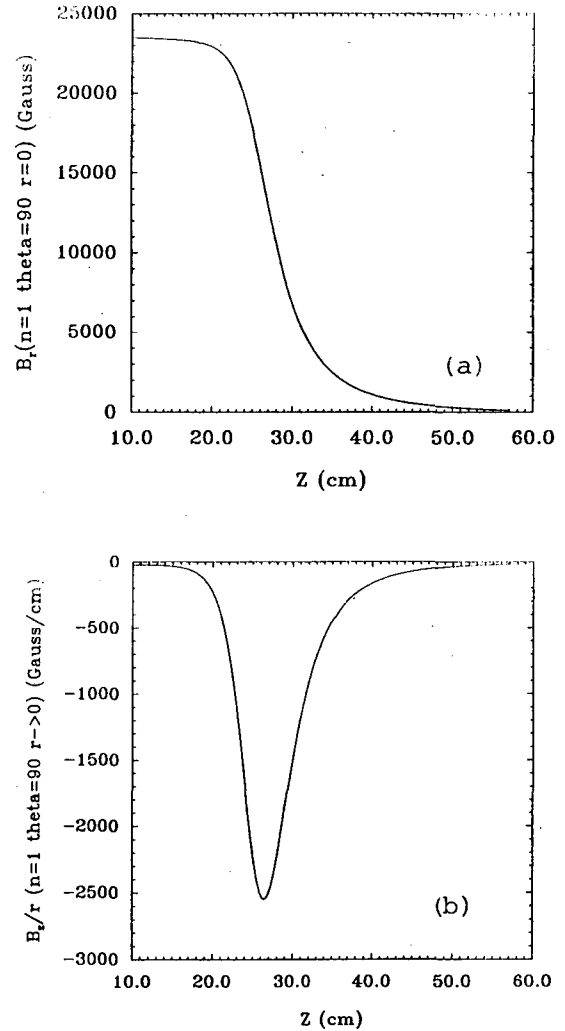 25000
20000
15000
10000
5000
0
B_r(n=1 theta=90 r=0) (Gauss)
(a)
10.0 20.0 30.0 40.0 50.0 60.0
Z (cm)
0
-500
-1000
-1500
-2000
-2500
-3000
B_z/r (n=1 theta=90 r->0) (Gauss/cm)
(b)
10.0 20.0 30.0 40.0 50.0 60.0
Z (cm)